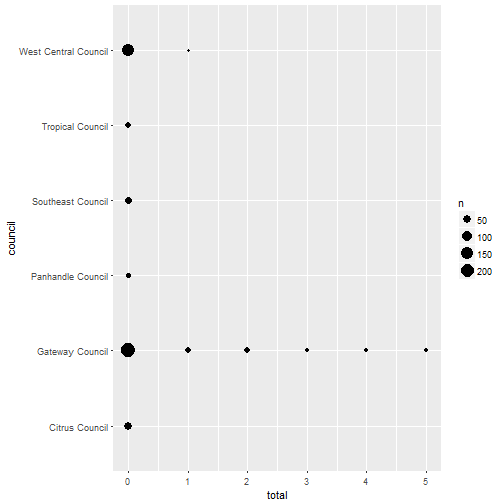 West Central Council
Tropical Council
Southeast Council
Panhandle Council
Gateway Council
Citrus Council
council
0 1 2 3 4 5
total
n
50
100
150
200